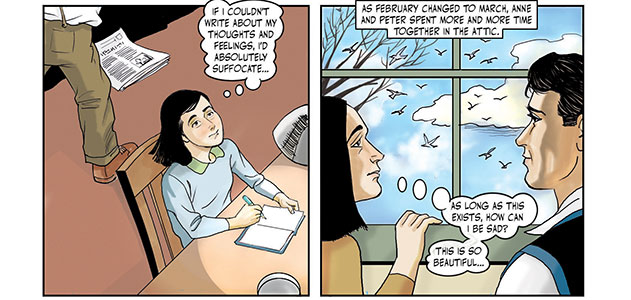 IF I COULDN'T
WRITE ABOUT MY
THOUGHTS AND
FEELINGS, I'D
ABSOLUTELY
SUFFOCATE...
AS FEBRUARY CHANGED TO MARCH, ANNE
AND PETER SPENT MORE AND MORE TIME
TOGETHER IN THE ATTIC.
AS LONG AS THIS
EXISTS, HOW CAN
I BE SAD?
THIS IS SO
BEAUTIFUL...